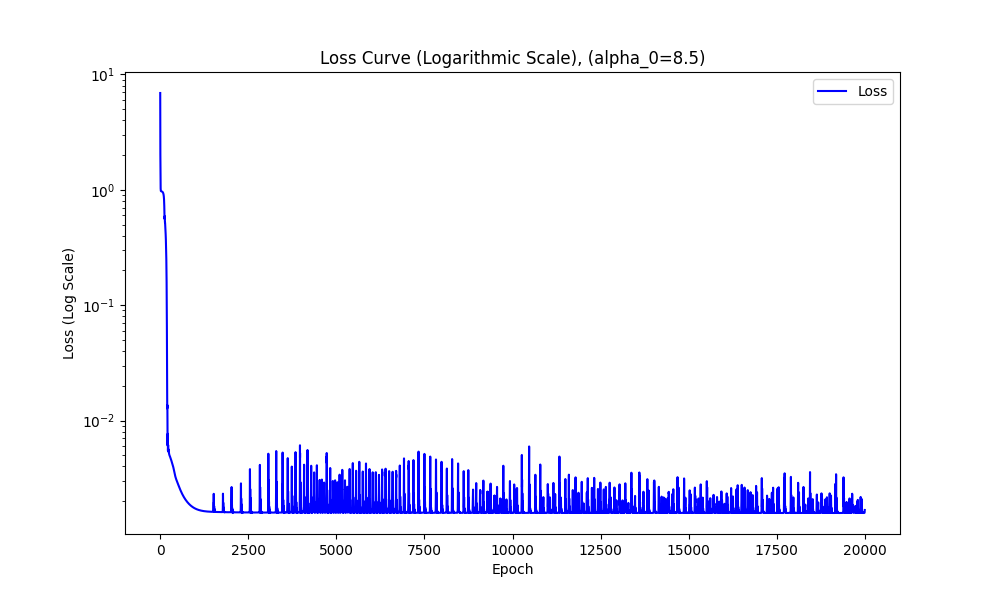 Loss Curve (Logarithmic Scale), (alpha_0=8.5)
Loss
10¹
10⁰
10⁻¹
10⁻²
Loss (Log Scale)
0 2500 5000 7500 10000 12500 15000 17500 20000
Epoch